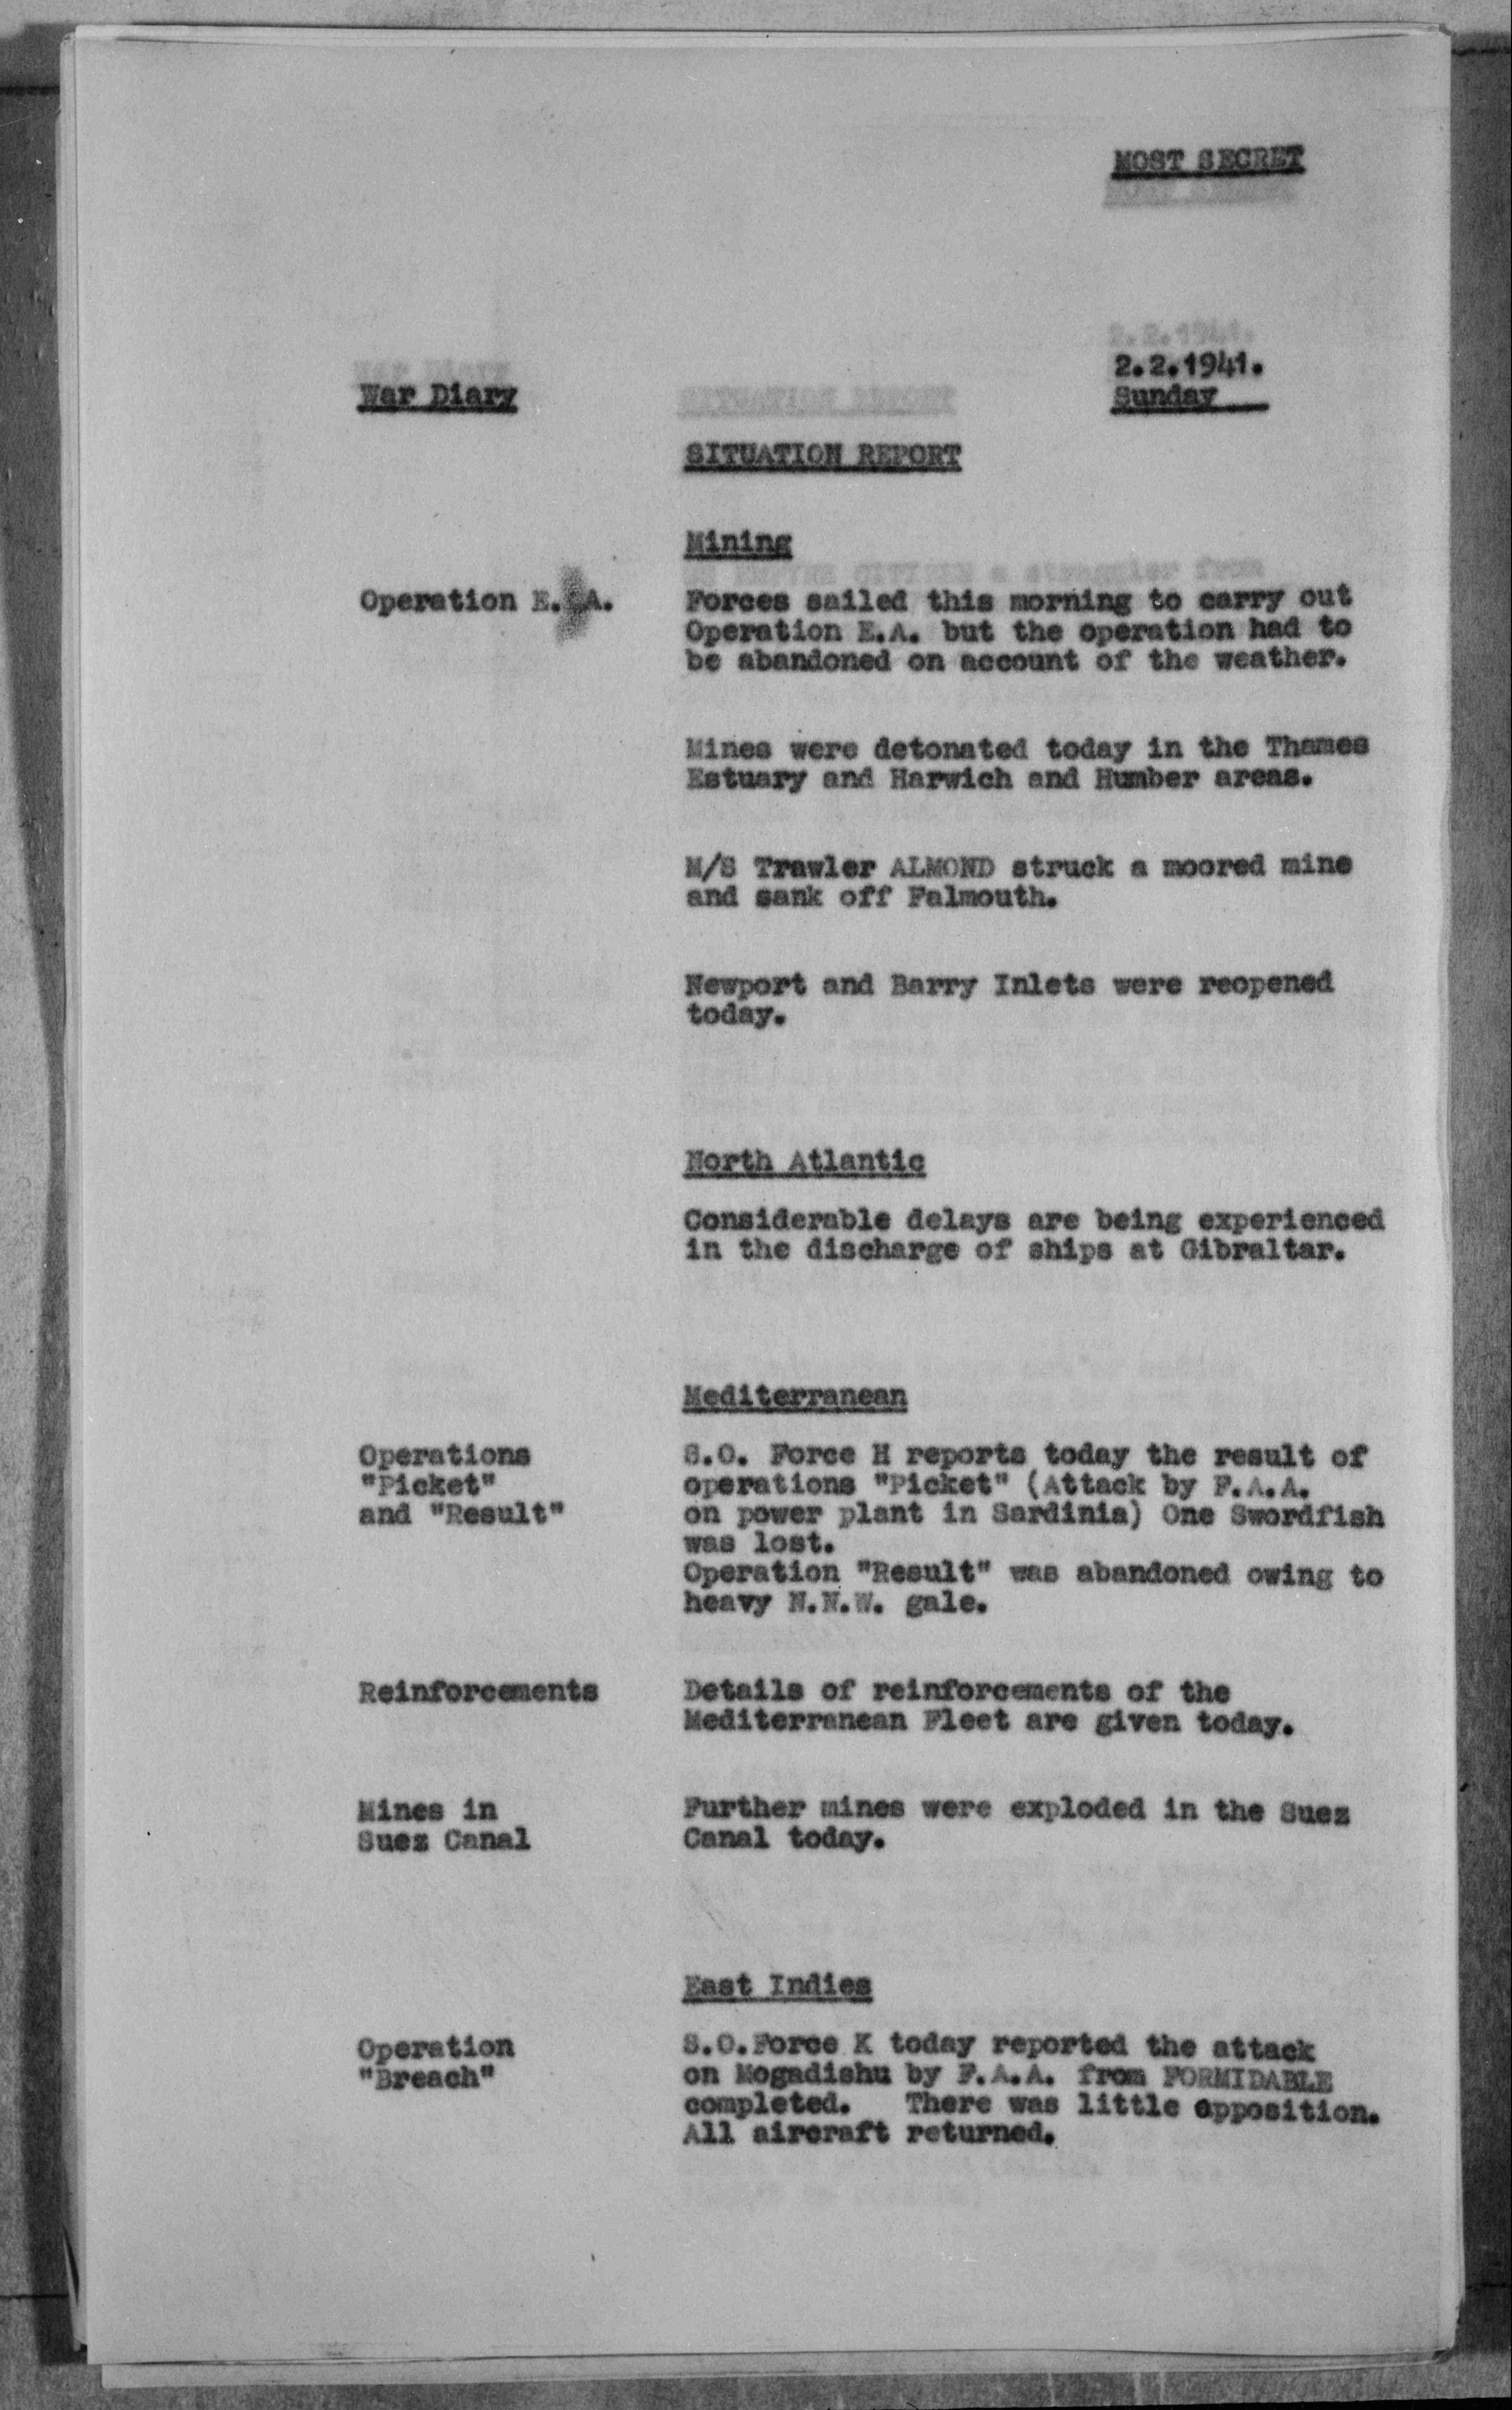 MOST SECRET
2.2.1941.
War Diary
Sunday
SITUATION REPORT
Mining
Operation E.A.
Forces sailed this morning to carry out
Operation E.A. but the operation had to
be abandoned on account of the weather.
Mines were detonated today in the Thames
Estuary and Harwich and Humber areas.
M/S Trawler ALMOND struck a moored mine
and sank off Falmouth.
Newport and Barry Inlets were reopened
today.
North Atlantic
Considerable delays are being experienced
in the discharge of ships at Gibraltar.
Mediterranean
Operations
"Picket"
and "Result"
S.O. Force H reports today the result of
operations "Picket" (Attack by F.A.A.
on power plant in Sardinia) One Swordfish
was lost.
Operation "Result" was abandoned owing to
heavy N.N.W. gale.
Reinforcements
Details of reinforcements of the
Mediterranean Fleet are given today.
Mines in
Suez Canal
Further mines were exploded in the Suez
Canal today.
East Indies
Operation
"Breach"
S.O.Force K today reported the attack
on Mogadishu by F.A.A. from FORMIDABLE
completed. There was little opposition.
All aircraft returned.